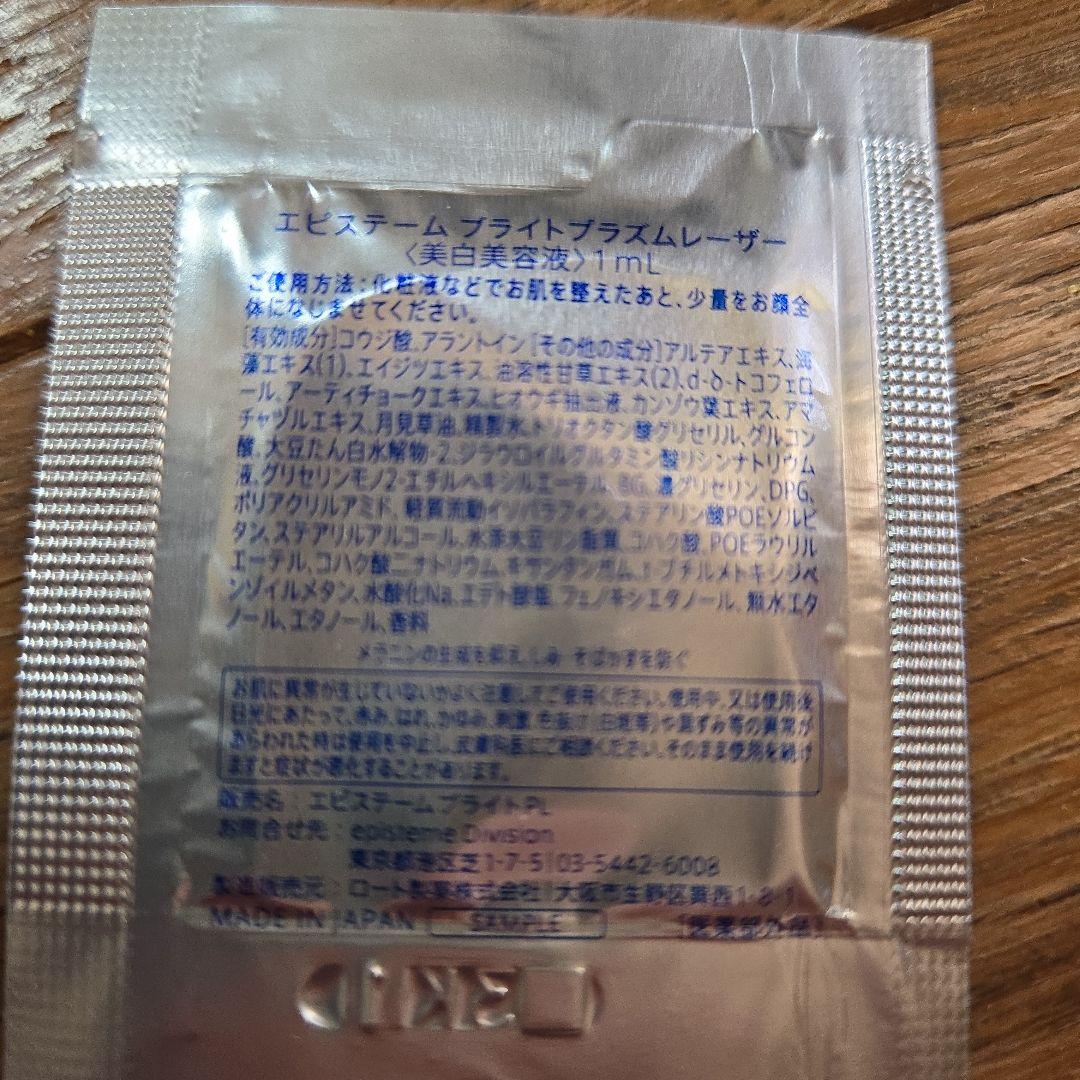 エピステーム ブライトプラズムレーザー
〈美白美容液〉1mL
ご使用方法:化粧液などでお肌を整えたあと、少量をお顔全
体になじませてください。
[有効成分]コウジ酸、アラントイン[その他の成分]アルテアエキス、海
藻エキス(1)、エイジツエキス、油溶性甘草エキス(2)、d-δ-トコフェロ
ール、アーティチョークエキス、ヒオウギ抽出液、カンゾウ葉エキス、アマ
チャヅルエキス、月見草油、精製水、トリオクタン酸グリセリル、グルコン
酸、大豆たん白水解物-2、ジラウロイルグルタミン酸リシンナトリウム
液、グリセリンモノ2-エチルヘキシルエーテル、BG、濃グリセリン、DPG、
ポリアクリルアミド、軽質流動イソパラフィン、ステアリン酸POEソルビ
タン、ステアリルアルコール、水添大豆リン脂質、コハク酸、POEラウリル
エーテル、コハク酸二ナトリウム、キサンタンガム、t-ブチルメトキシジベ
ンゾイルメタン、水酸化Na、エデト酸塩、フェノキシエタノール、無水エタ
ノール、エタノール、香料
メラニンの生成を抑え、しみ・そばかすを防ぐ
お肌に異常が生じていないかよく注意してご使用ください。使用中、又は使用後
日光にあたって、赤み、はれ、かゆみ、刺激、色抜け(白斑等)や黒ずみ等の異常が
あらわれた時は使用を中止し、皮膚科医にご相談ください。そのまま使用を続け
ますと症状が悪化することがあります。
販売名:エピステーム ブライトPL
お問合せ先:episteme Division
東京都港区芝1-7-5|03-5442-6008
製造販売元:ロート製薬株式会社|大阪市生野区巽西1-8-1
MADE IN JAPAN SAMPLE [医薬部外品]